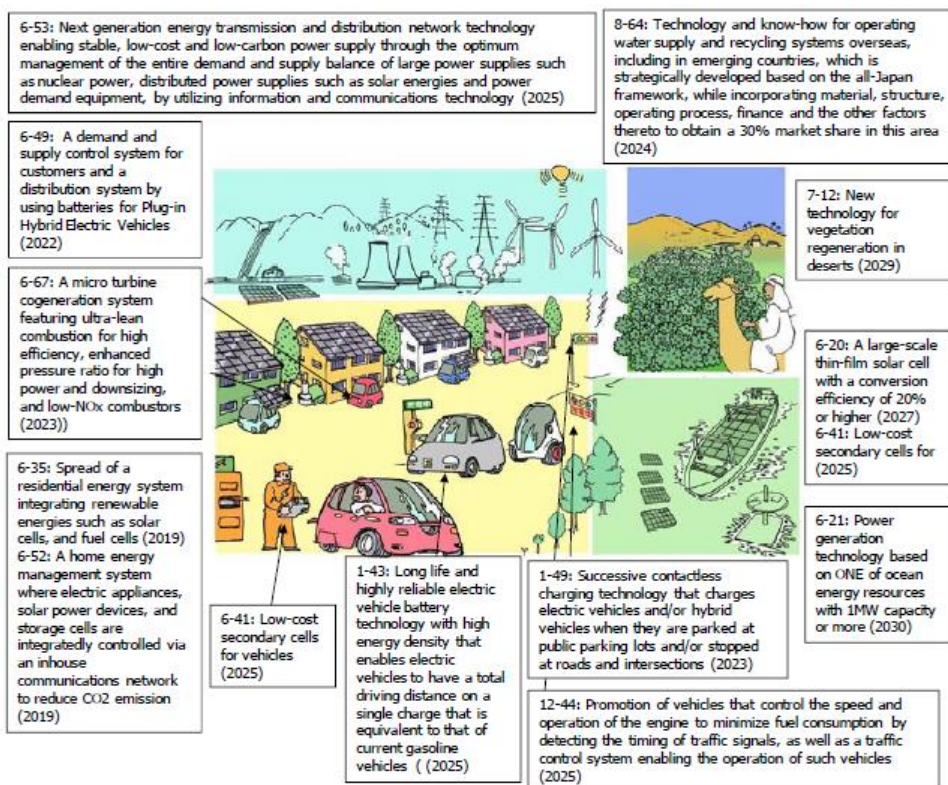 6-53: Next generation energy transmission and distribution network technology
enabling stable, low-cost and low-carbon power supply through the optimum
management of the entire demand and supply balance of large power supplies such
as nuclear power, distributed power supplies such as solar energies and power
demand equipment, by utilizing information and communications technology (2025)
8-64: Technology and know-how for operating
water supply and recycling systems overseas,
including in emerging countries, which is
strategically developed based on the all-Japan
framework, while incorporating material, structure,
operating process, finance and the other factors
thereto to obtain a 30% market share in this area
(2024)
6-49: A demand and
supply control system for
customers and a
distribution system by
using batteries for Plug-in
Hybrid Electric Vehicles
(2022)
7-12: New
technology for
vegetation
regeneration in
deserts (2029)
6-67: A micro turbine
cogeneration system
featuring ultra-lean
combustion for high
efficiency, enhanced
pressure ratio for high
power and downsizing,
and low-NOx combustors
(2023))
6-20: A large-scale
thin-film solar cell
with a conversion
efficiency of 20%
or higher (2027)
6-41: Low-cost
secondary cells for
(2025)
6-35: Spread of a
residential energy system
integrating renewable
energies such as solar
cells, and fuel cells (2019)
6-52: A home energy
management system
where electric appliances,
solar power devices, and
storage cells are
integratedly controlled via
an inhouse
communications network
to reduce CO2 emission
(2019)
6-21: Power
generation
technology based
on ONE of ocean
energy resources
with 1MW capacity
or more (2030)
6-41: Low-cost
secondary cells
for vehicles
(2025)
1-43: Long life and
highly reliable electric
vehicle battery
technology with high
energy density that
enables electric
vehicles to have a total
driving distance on a
single charge that is
equivalent to that of
current gasoline
vehicles ( (2025)
1-49: Successive contactless
charging technology that charges
electric vehicles and/or hybrid
vehicles when they are parked at
public parking lots and/or stopped
at roads and intersections (2023)
12-44: Promotion of vehicles that control the speed and
operation of the engine to minimize fuel consumption by
detecting the timing of traffic signals, as well as a traffic
control system enabling the operation of such vehicles
(2025)